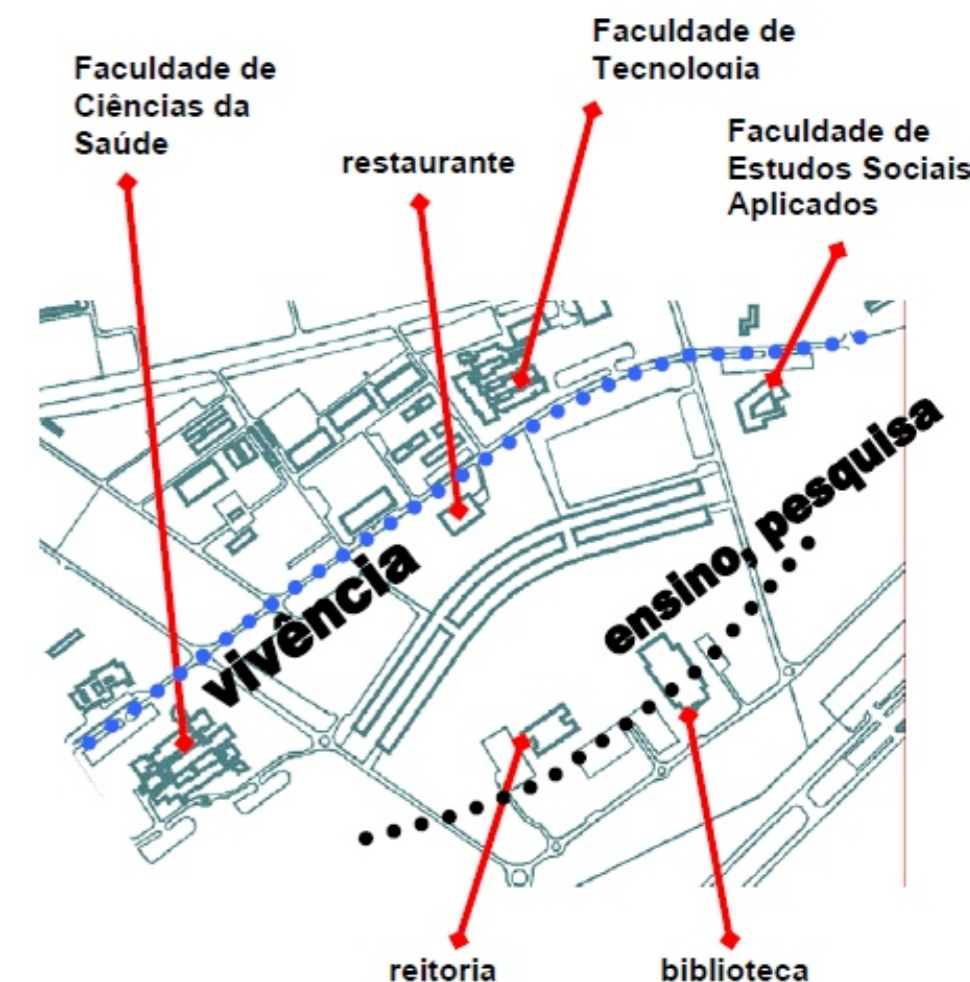 Faculdade de
Tecnologia
Faculdade de
Ciências da
Saúde
restaurante
Faculdade de
Estudos Sociais
Aplicados
vivência
ensino, pesquisa
reitoria
biblioteca